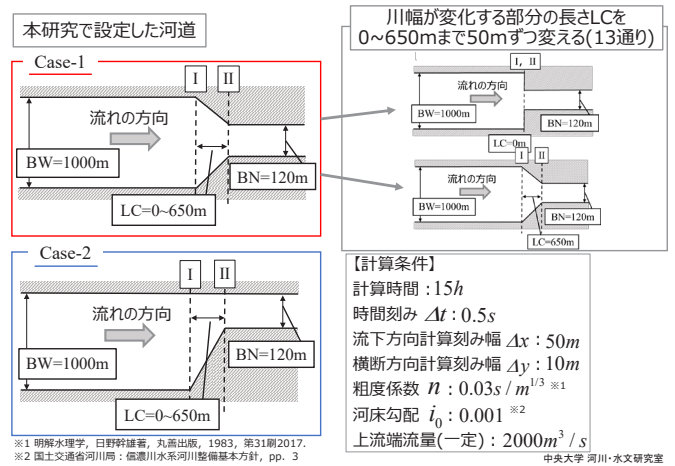 本研究で設定した河道
川幅が変化する部分の長さLCを
0~650mまで50mずつ変える(13通り)
Case-1
I
II
流れの方向
BW=1000m
BN=120m
LC=0~650m
I, II
流れの方向
BW=1000m
BN=120m
LC=0m
I
II
流れの方向
BW=1000m
BN=120m
LC=650m
Case-2
I
II
流れの方向
BW=1000m
BN=120m
LC=0~650m
【計算条件】
計算時間：15h
時間刻み Δt：0.5s
流下方向計算刻み幅 Δx：50m
横断方向計算刻み幅 Δy：10m
粗度係数 n：0.03s / m^1/3 ※1
河床勾配 i₀：0.001 ※2
上流端流量(一定)：2000m³ / s
※1 明解水理学，日野幹雄著，丸善出版，1983，第31刷2017.
※2 国土交通省河川局：信濃川水系河川整備基本方針，pp. 3
中央大学 河川・水文研究室